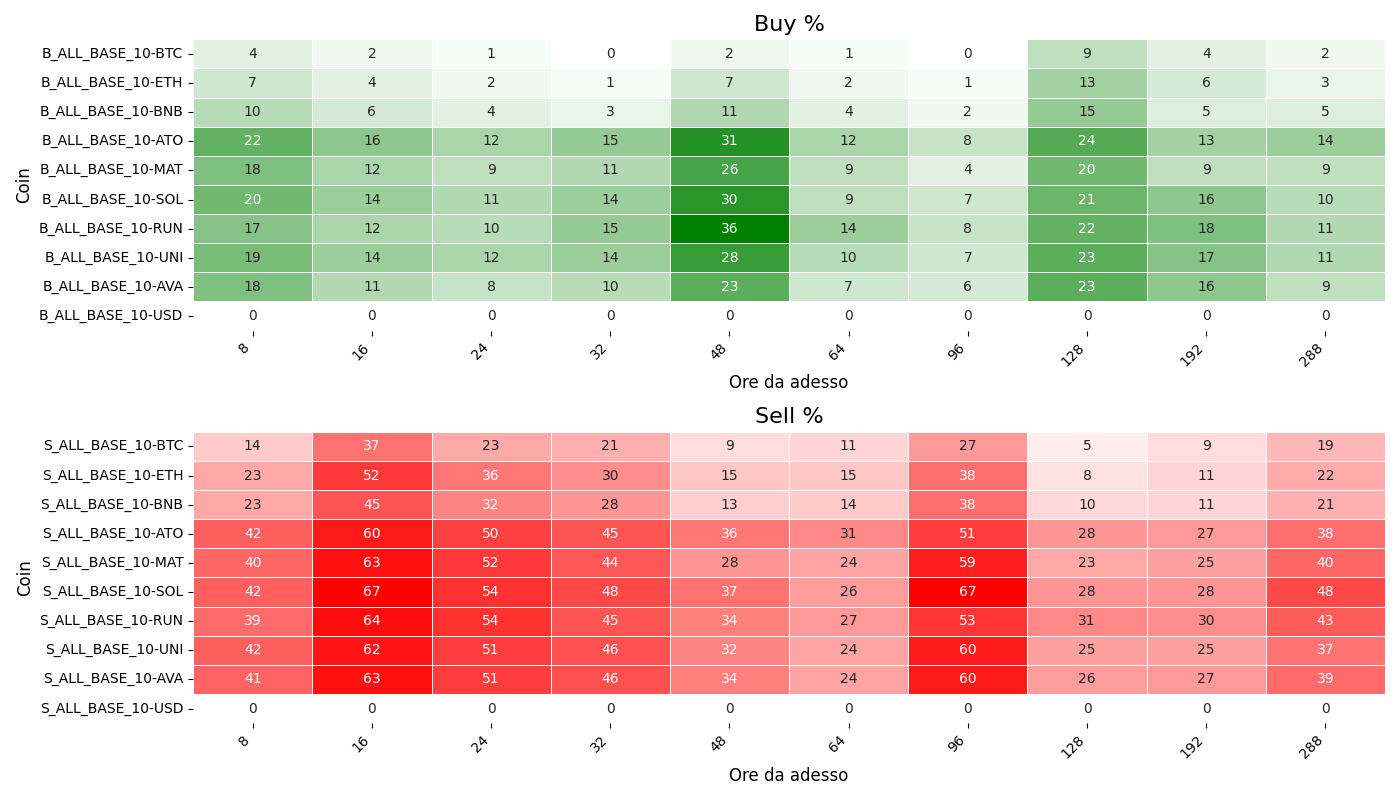 Buy %
Coin
B_ALL_BASE_10-BTC 4 2 1 0 2 1 0 9 4 2
B_ALL_BASE_10-ETH 7 4 2 1 7 2 1 13 6 3
B_ALL_BASE_10-BNB 10 6 4 3 11 4 2 15 5 5
B_ALL_BASE_10-ATO 22 16 12 15 31 12 8 24 13 14
B_ALL_BASE_10-MAT 18 12 9 11 26 9 4 20 9 9
B_ALL_BASE_10-SOL 20 14 11 14 30 9 7 21 16 10
B_ALL_BASE_10-RUN 17 12 10 15 36 14 8 22 18 11
B_ALL_BASE_10-UNI 19 14 12 14 28 10 7 23 17 11
B_ALL_BASE_10-AVA 18 11 8 10 23 7 6 23 16 9
B_ALL_BASE_10-USD 0 0 0 0 0 0 0 0 0 0
8 16 24 32 48 64 96 128 192 288
Ore da adesso
Sell %
Coin
S_ALL_BASE_10-BTC 14 37 23 21 9 11 27 5 9 19
S_ALL_BASE_10-ETH 23 52 36 30 15 15 38 8 11 22
S_ALL_BASE_10-BNB 23 45 32 28 13 14 38 10 11 21
S_ALL_BASE_10-ATO 42 60 50 45 36 31 51 28 27 38
S_ALL_BASE_10-MAT 40 63 52 44 28 24 59 23 25 40
S_ALL_BASE_10-SOL 42 67 54 48 37 26 67 28 28 48
S_ALL_BASE_10-RUN 39 64 54 45 34 27 53 31 30 43
S_ALL_BASE_10-UNI 42 62 51 46 32 24 60 25 25 37
S_ALL_BASE_10-AVA 41 63 51 46 34 24 60 26 27 39
S_ALL_BASE_10-USD 0 0 0 0 0 0 0 0 0 0
8 16 24 32 48 64 96 128 192 288
Ore da adesso